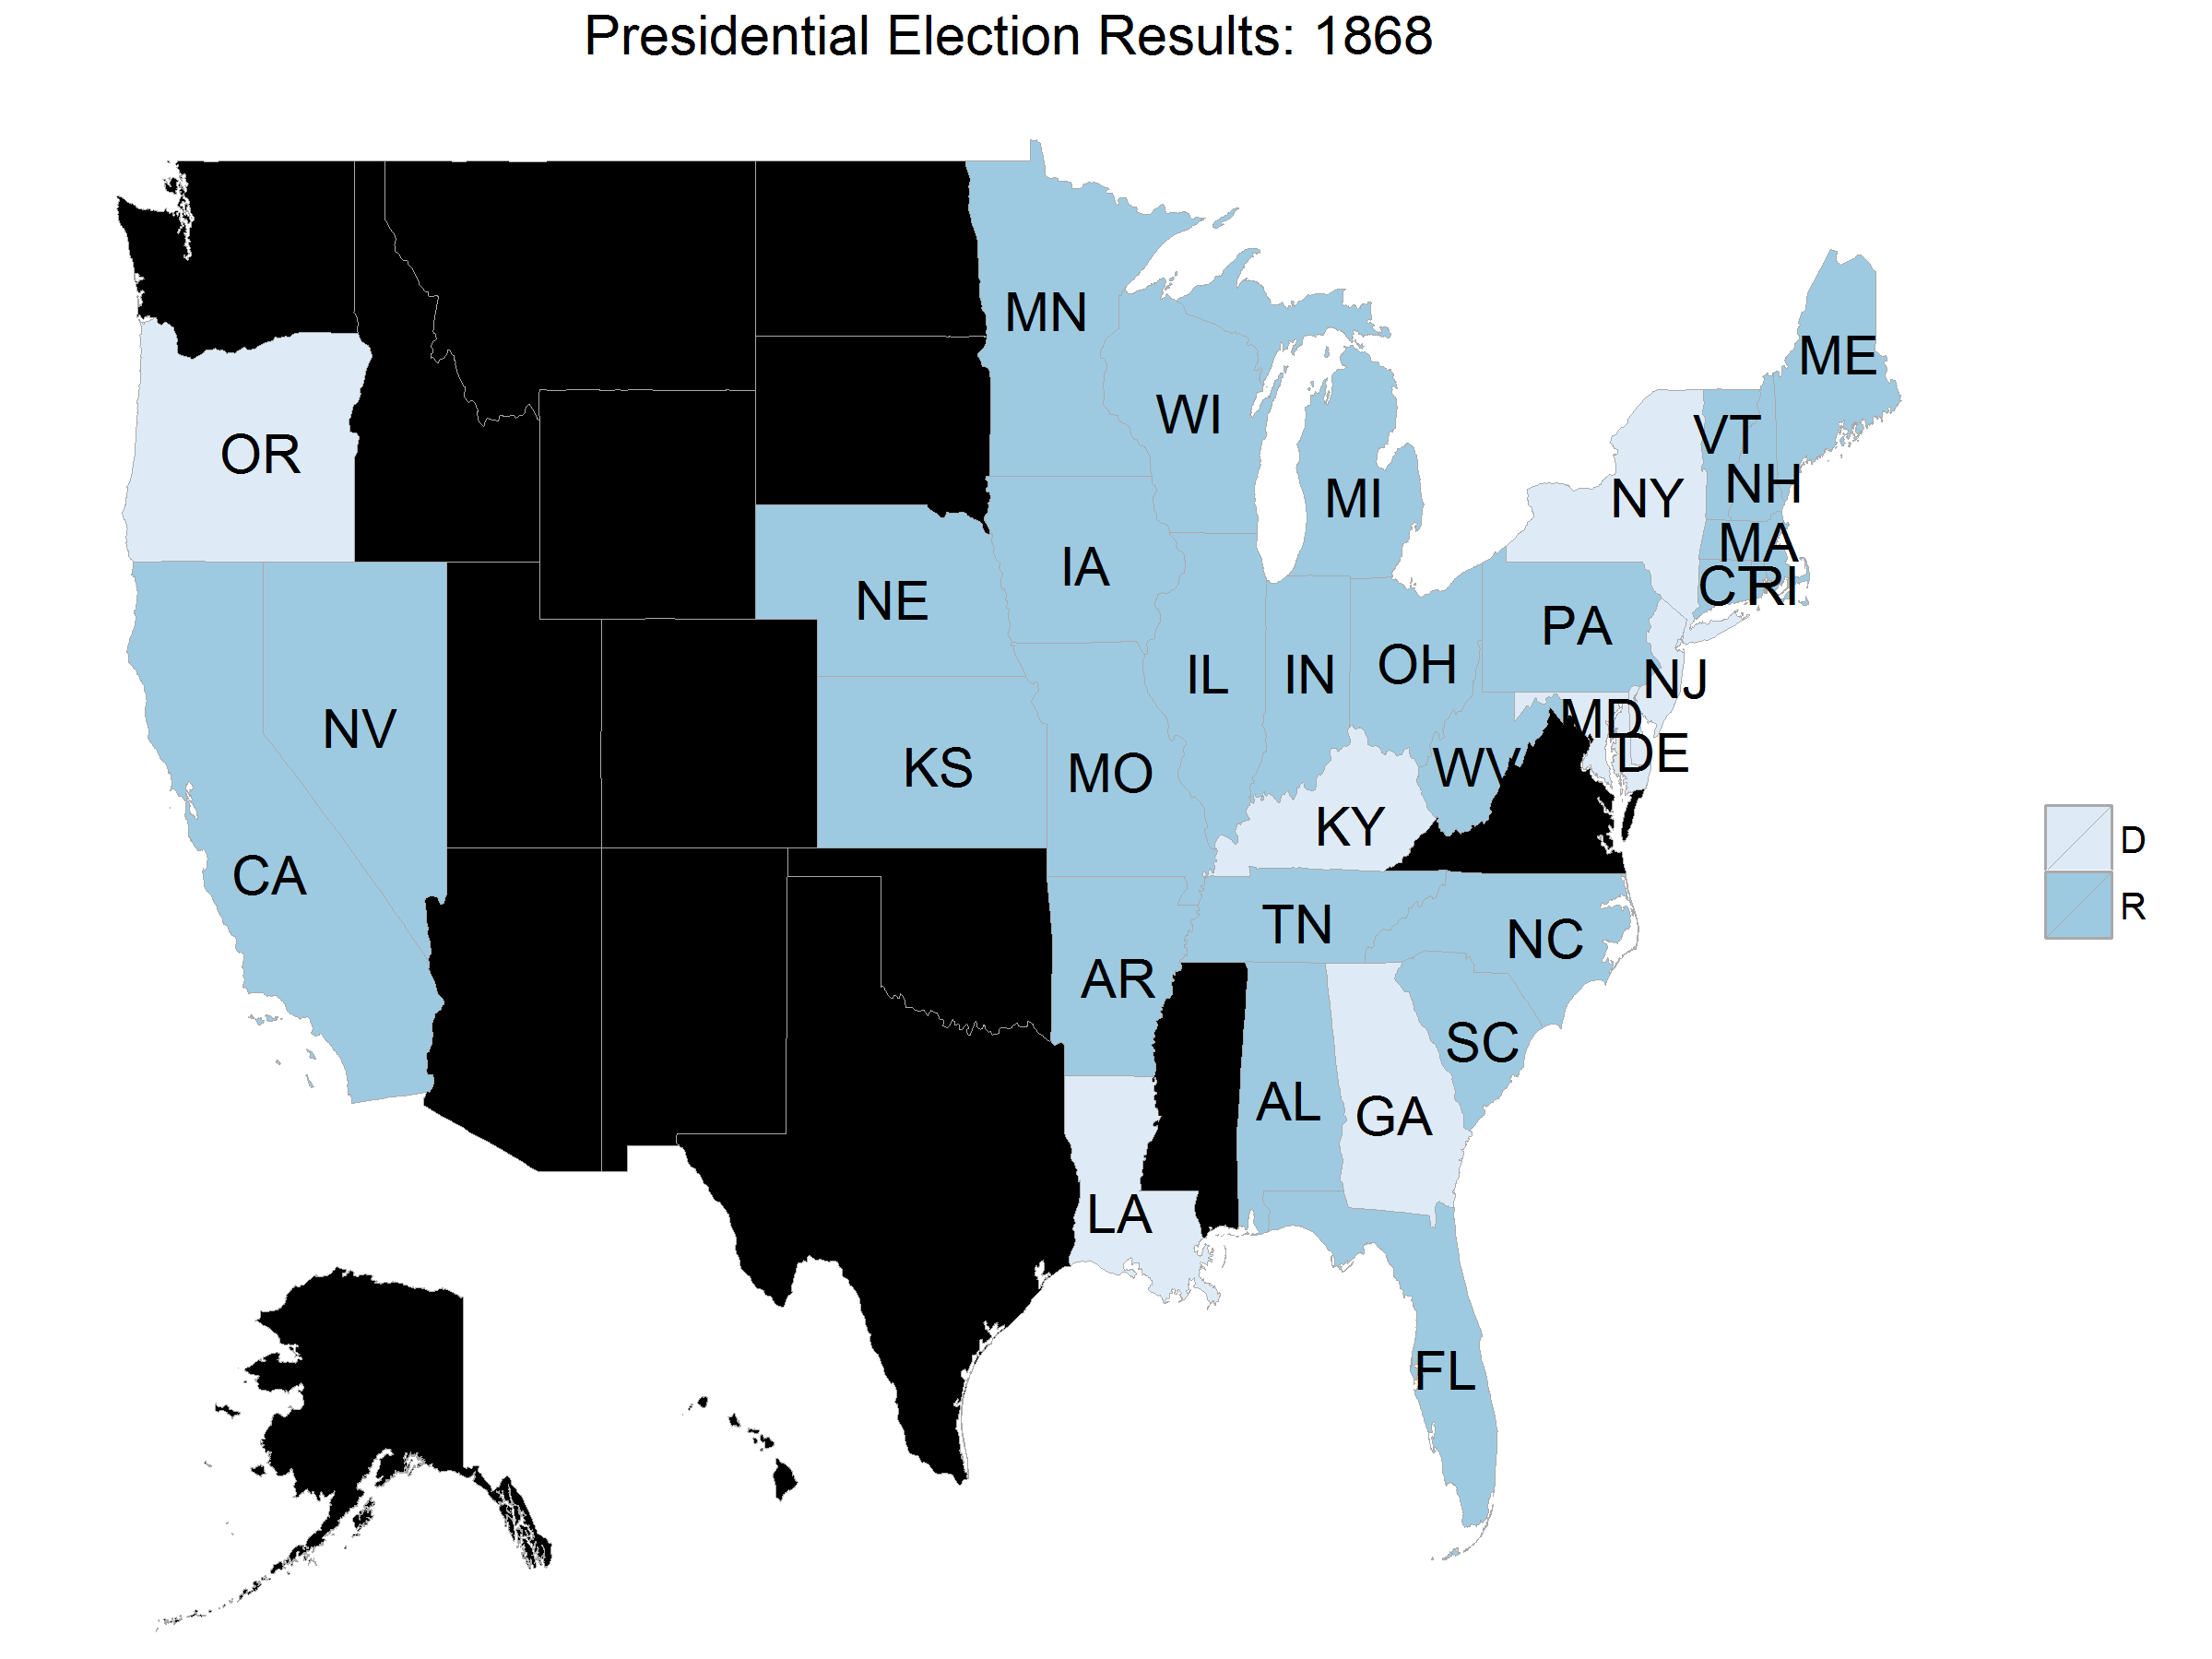 Presidential Election Results: 1868
MN
ME
WI
VT
OR
NH
NY
MI
MA
IA
CT
RI
NE
PA
OH
IL
IN
NJ
MD
NV
DE
WV
KS
MO
KY
D
CA
R
TN
NC
AR
SC
AL
GA
LA
FL